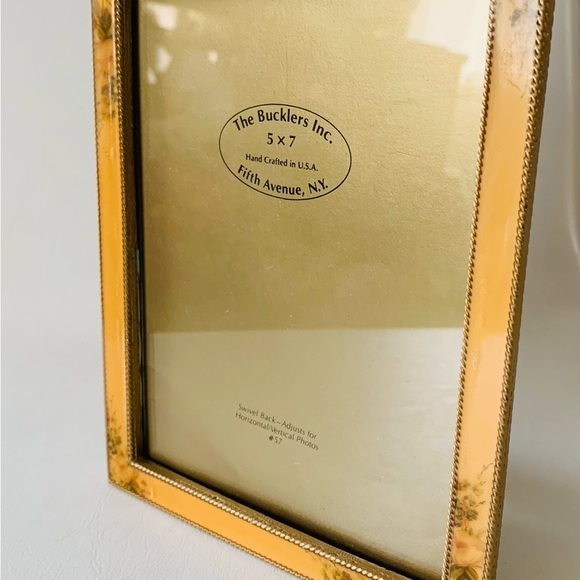 The Bucklers Inc.
5 x 7
Hand Crafted in U.S.A.
Fifth Avenue, N.Y.
Swivel Back—Adjusts for
Horizontal/Vertical Photos
#57